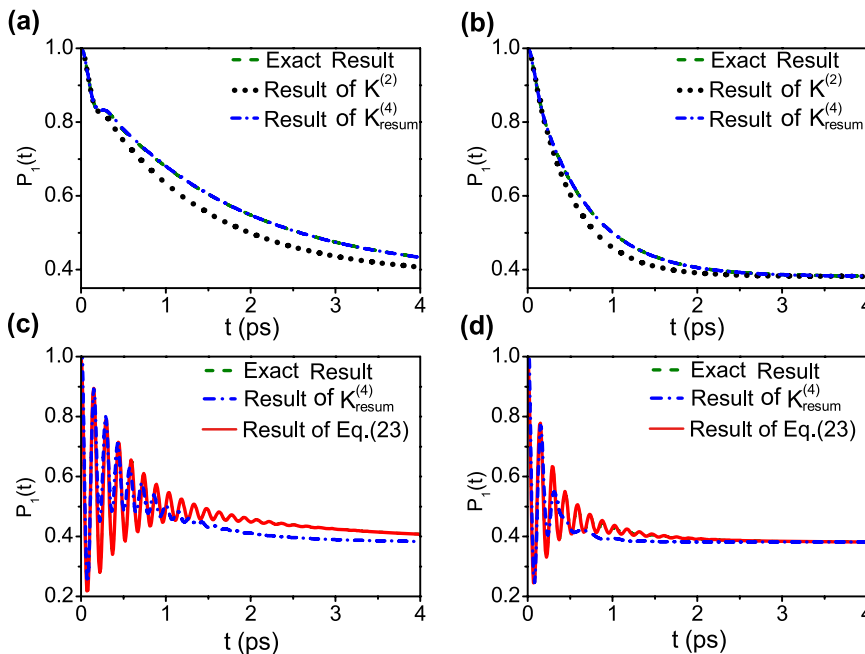 (a)
1.0
0.8
0.6
0.4
P₁(t)
Exact Result
Result of K⁽²⁾
Result of K⁽⁴⁾resum
0 1 2 3 4
t (ps)
(b)
1.0
0.8
0.6
0.4
P₁(t)
Exact Result
Result of K⁽²⁾
Result of K⁽⁴⁾resum
0 1 2 3 4
t (ps)
(c)
1.0
0.8
0.6
0.4
0.2
P₁(t)
Exact Result
Result of K⁽⁴⁾resum
Result of Eq.(23)
0 1 2 3 4
t (ps)
(d)
1.0
0.8
0.6
0.4
0.2
P₁(t)
Exact Result
Result of K⁽⁴⁾resum
Result of Eq.(23)
0 1 2 3 4
t (ps)